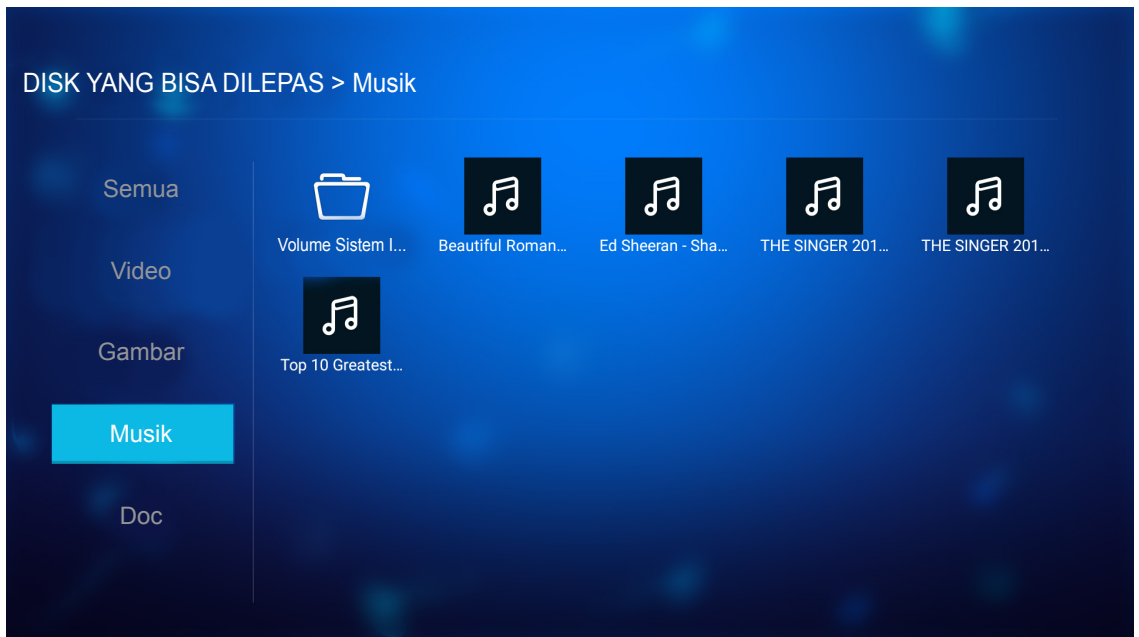 DISK YANG BISA DILEPAS > Musik
Semua
Video
Gambar
Musik
Doc
Volume Sistem I...
Beautiful Roman...
Ed Sheeran - Sha...
THE SINGER 201...
THE SINGER 201...
Top 10 Greatest...